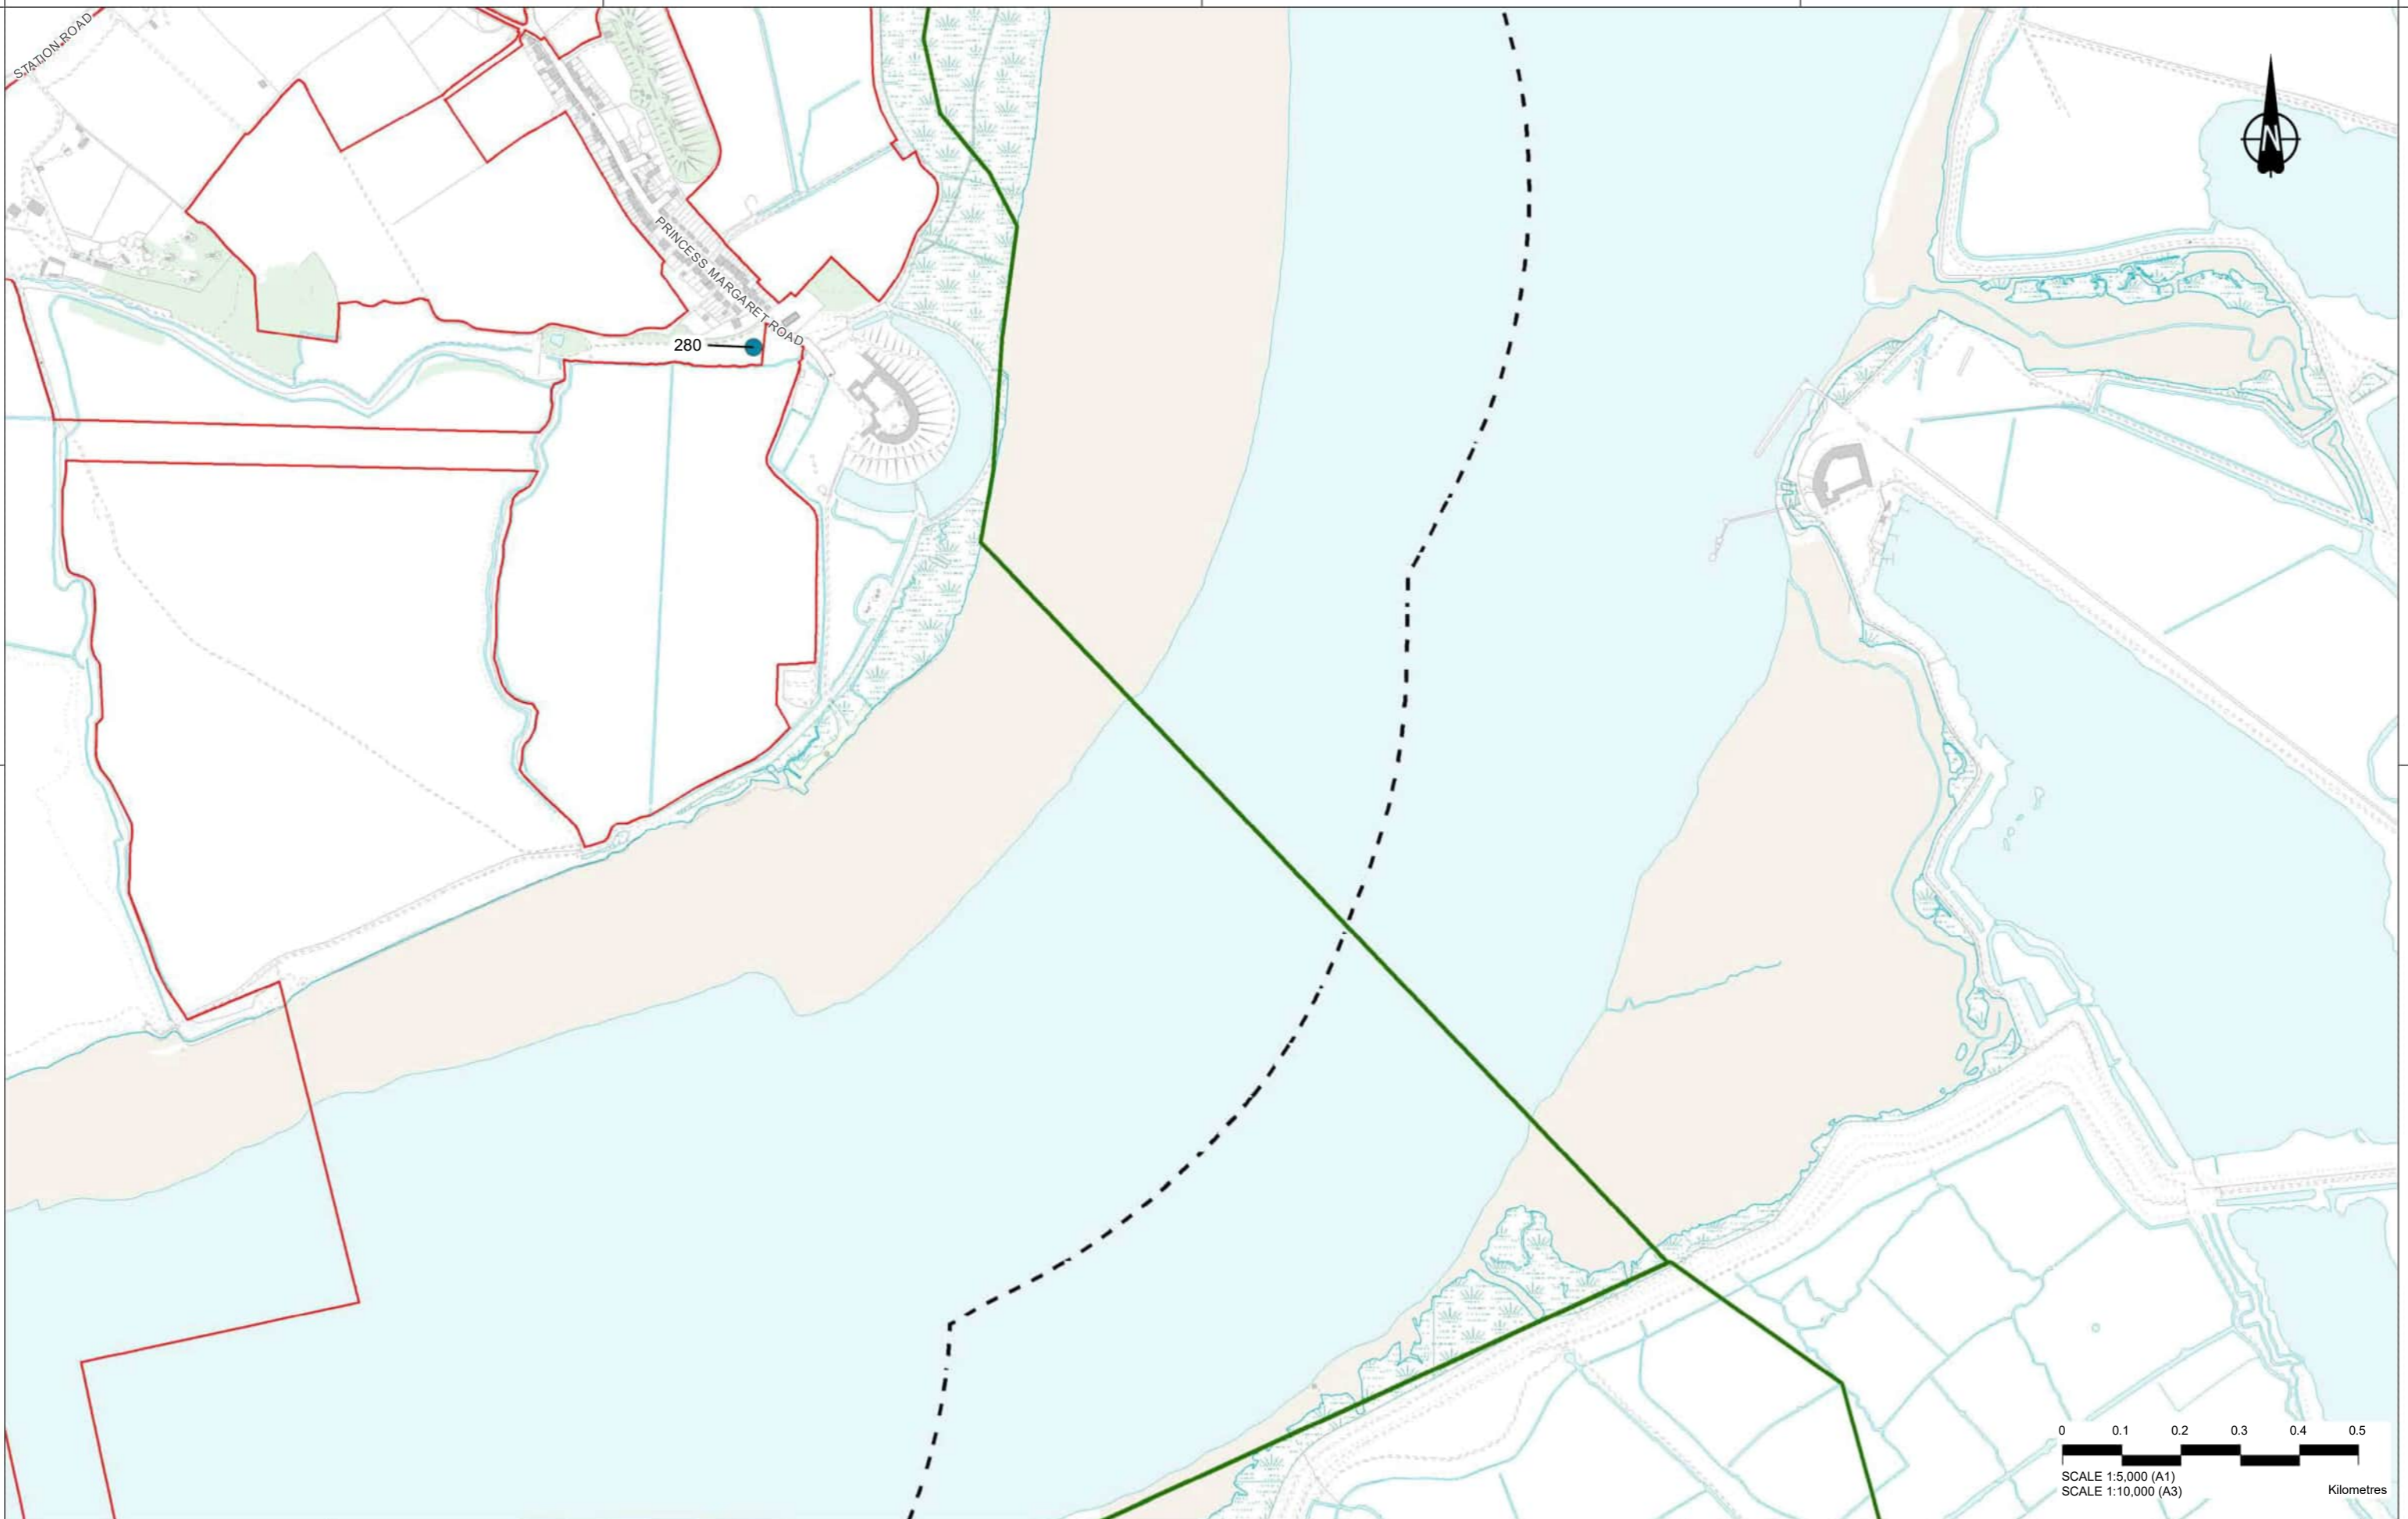 STATION ROAD
N
PRINCESS MARGARET ROAD
280
0 0.1 0.2 0.3 0.4 0.5
SCALE 1:5,000 (A1)
SCALE 1:10,000 (A3)
Kilometres